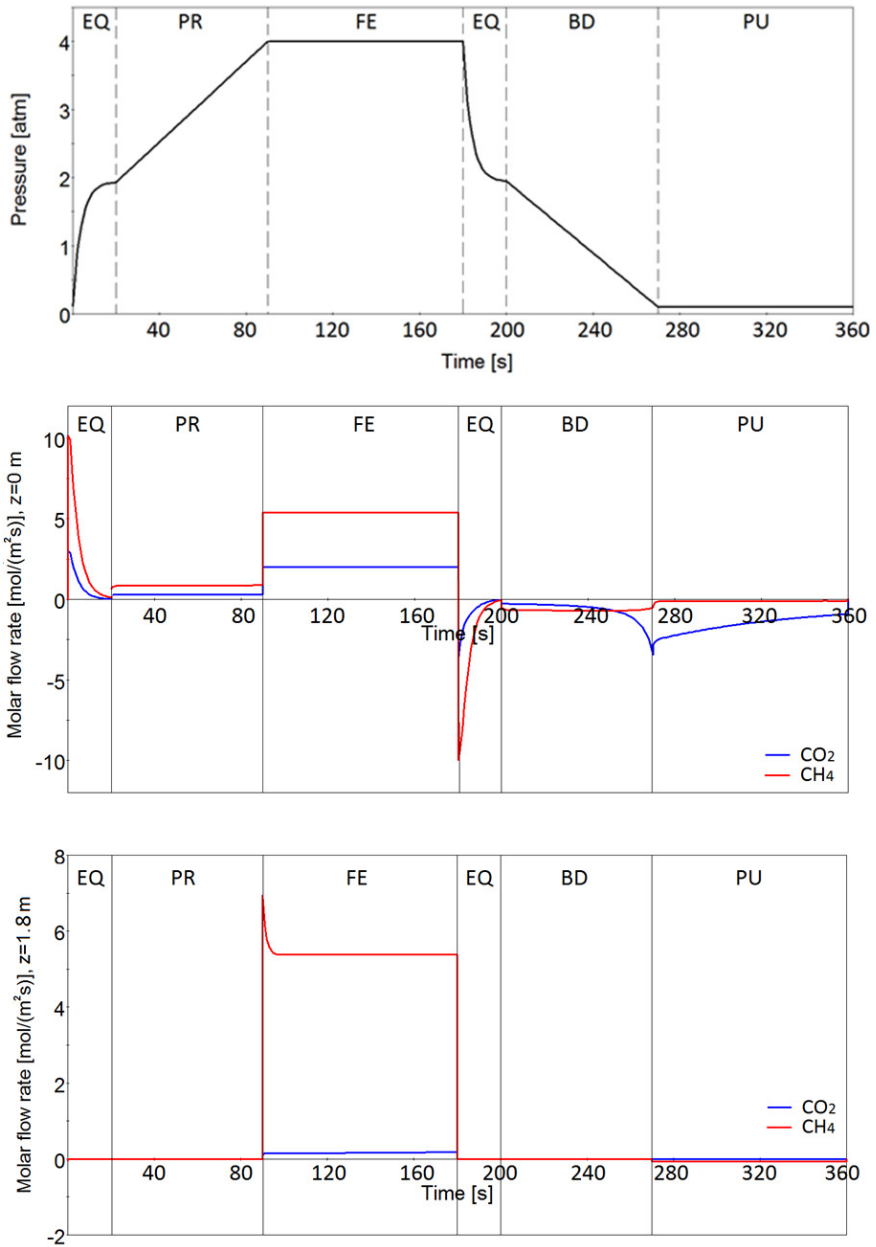 EQ PR FE EQ BD PU
Pressure [atm]
4
3
2
1
0
40 80 120 160 200 240 280 320 360
Time [s]
EQ PR FE EQ BD PU
Molar flow rate [mol/(m²s)], z=0 m
10
5
0
-5
-10
40 80 120 160 200 240 280 320 360
Time [s]
CO2
CH4
EQ PR FE EQ BD PU
Molar flow rate [mol/(m²s)], z=1.8 m
8
6
4
2
0
-2
40 80 120 160 200 240 280 320 360
Time [s]
CO2
CH4